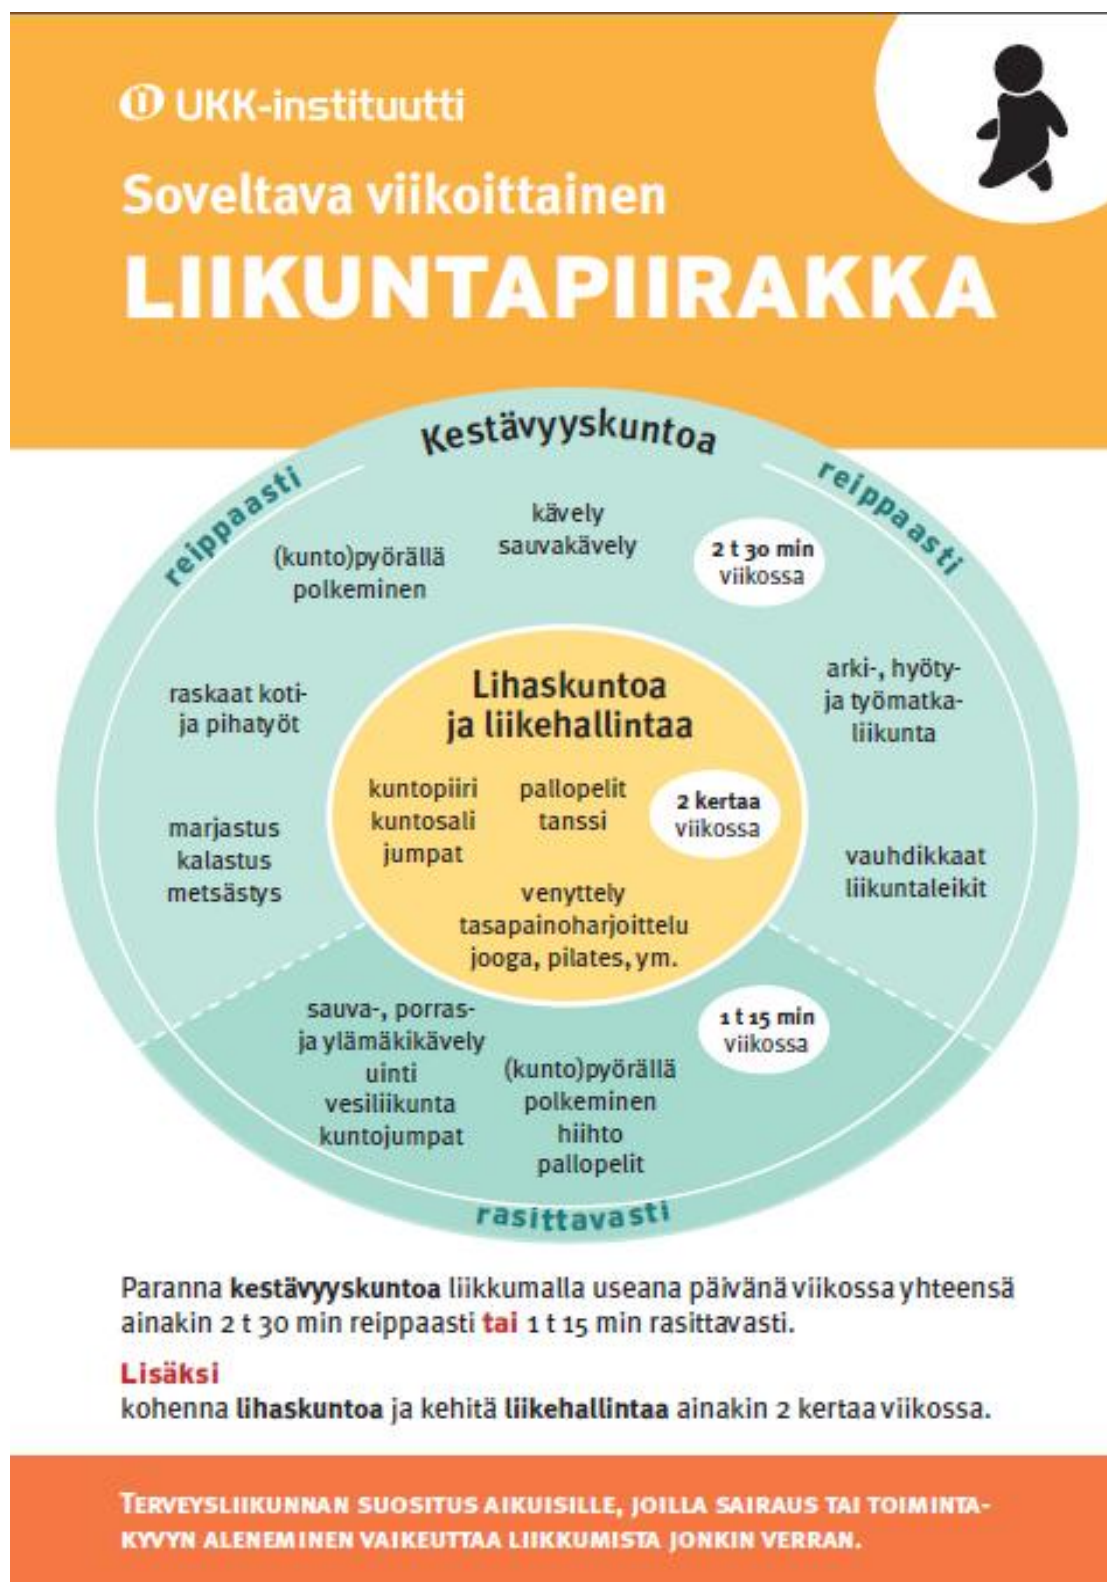 UKK-instituutti
Soveltava viikoittainen
LIIKUNTAPIIRAKKA
Kestävyyskuntoa
reippaasti
reippaasti
kävely
sauvakävely
2 t 30 min
viikossa
(kunto)pyörällä
polkeminen
raskaat koti-
ja pihatyöt
arki-, hyöty-
ja työmatka-
liikunta
marjastus
kalastus
metsästys
vauhdikkaat
liikuntaleikit
Lihaskuntoa
ja liikehallintaa
kuntopiiri
kuntosali
jumpat
pallopelit
tanssi
2 kertaa
viikossa
venyttely
tasapainoharjoittelu
jooga, pilates, ym.
sauva-, porras-
ja ylämäkikävely
uinti
vesiliikunta
kuntojumpat
(kunto)pyörällä
polkeminen
hiihto
pallopelit
1 t 15 min
viikossa
rasittavasti
Paranna kestävyyskuntoa liikkumalla useana päivänä viikossa yhteensä
ainakin 2 t 30 min reippaasti tai 1 t 15 min rasittavasti.
Lisäksi
kohenna lihaskuntoa ja kehitä liikehallintaa ainakin 2 kertaa viikossa.
TERVEYSLIIKUNNAN SUOSITUS AIKUISILLE, JOILLA SAIRAUS TAI TOIMINTA-
KYVYN ALENEMINEN VAIKEUTTAA LIIKKUMISTA JONKIN VERRAN.